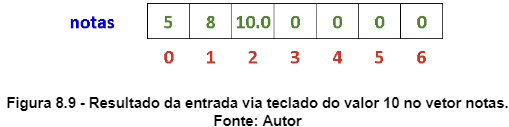 notas 5 8 10.0 0 0 0 0
0 1 2 3 4 5 6
Figura 8.9 - Resultado da entrada via teclado do valor 10 no vetor notas.
Fonte: Autor